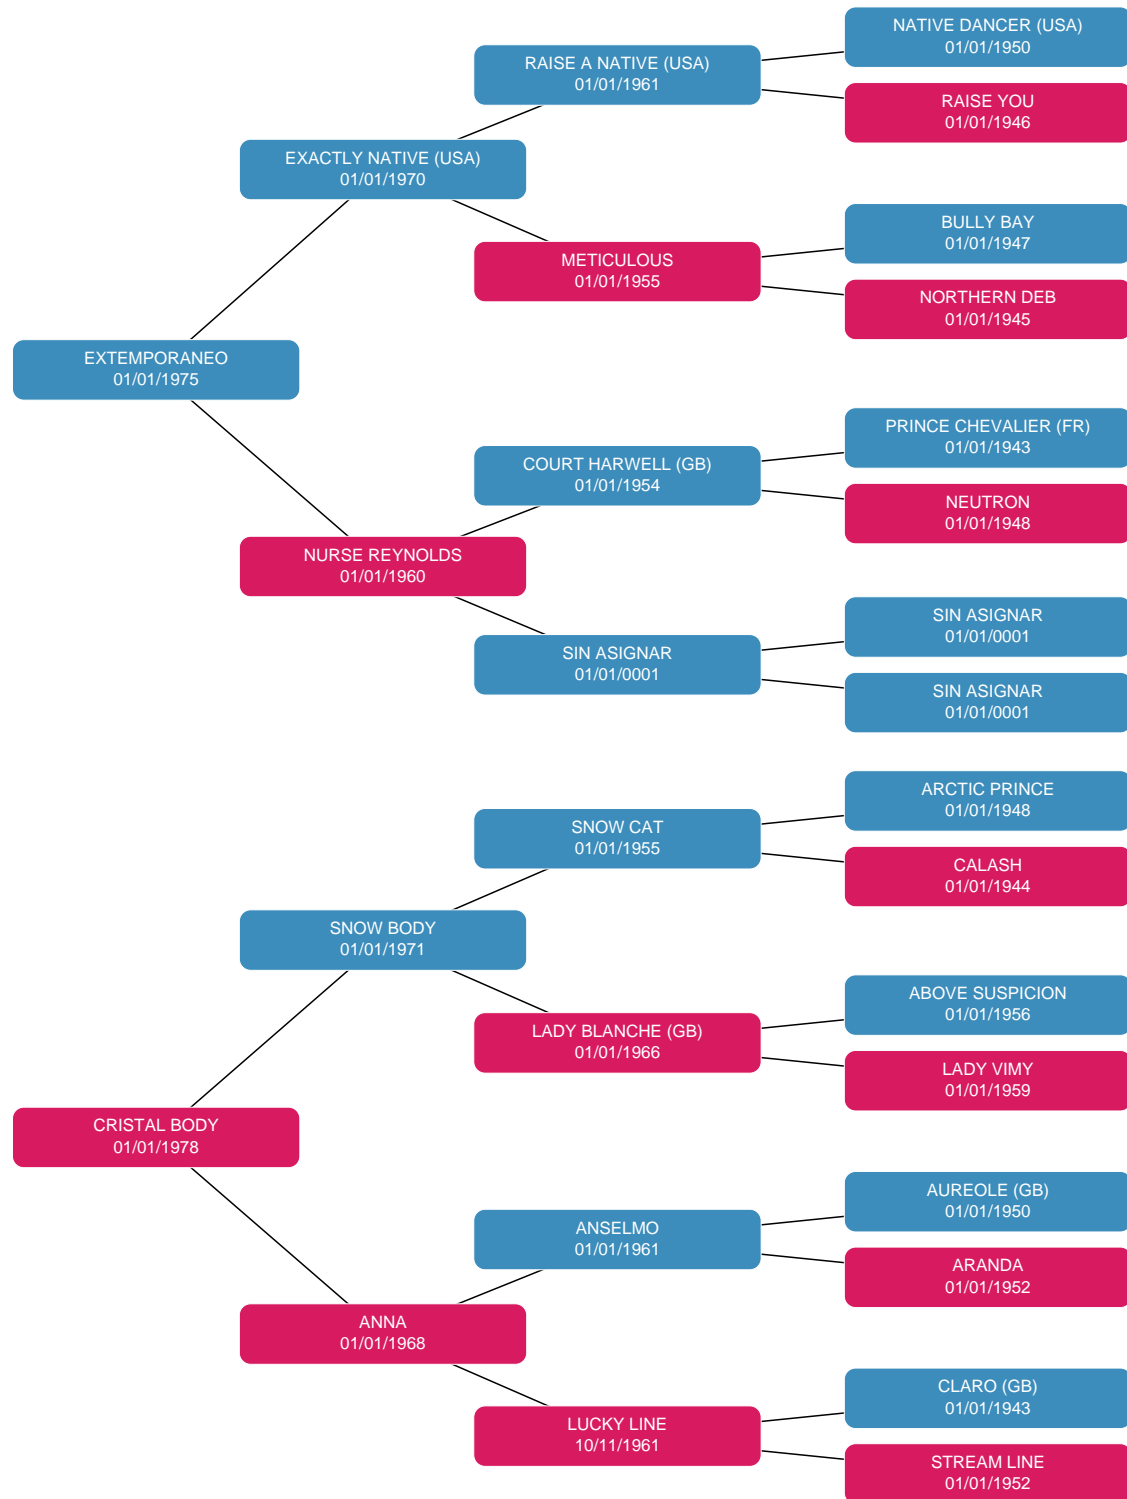 NATIVE DANCER (USA)
01/01/1950
RAISE A NATIVE (USA)
01/01/1961
RAISE YOU
01/01/1946
EXACTLY NATIVE (USA)
01/01/1970
BULLY BAY
01/01/1947
METICULOUS
01/01/1955
NORTHERN DEB
01/01/1945
EXTEMPORANEO
01/01/1975
PRINCE CHEVALIER (FR)
01/01/1943
COURT HARWELL (GB)
01/01/1954
NEUTRON
01/01/1948
NURSE REYNOLDS
01/01/1960
SIN ASIGNAR
01/01/0001
SIN ASIGNAR
01/01/0001
SIN ASIGNAR
01/01/0001
ARCTIC PRINCE
01/01/1948
SNOW CAT
01/01/1955
CALASH
01/01/1944
SNOW BODY
01/01/1971
ABOVE SUSPICION
01/01/1956
LADY BLANCHE (GB)
01/01/1966
LADY VIMY
01/01/1959
CRISTAL BODY
01/01/1978
AUREOLE (GB)
01/01/1950
ANSELMO
01/01/1961
ARANDA
01/01/1952
ANNA
01/01/1968
CLARO (GB)
01/01/1943
LUCKY LINE
10/11/1961
STREAM LINE
01/01/1952